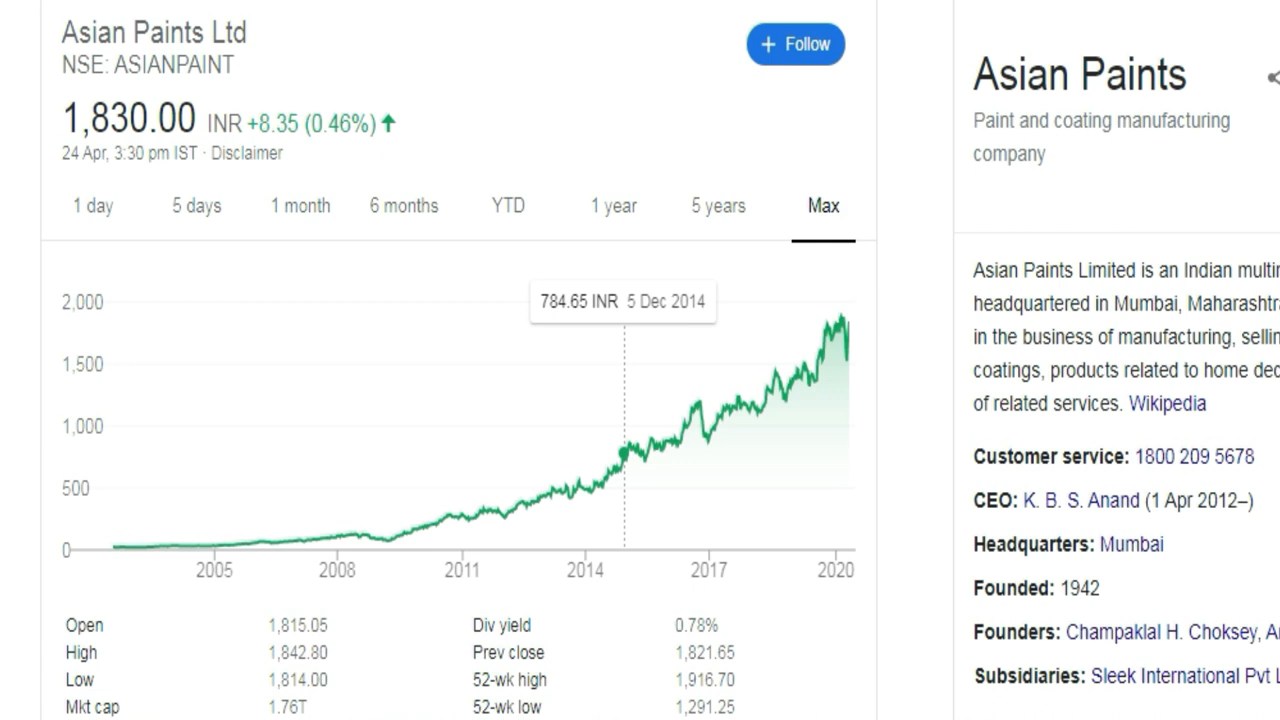 Asian Paints Ltd
NSE: ASIANPAINT
+ Follow
1,830.00 INR +8.35 (0.46%)
24 Apr, 3:30 pm IST · Disclaimer
1 day 5 days 1 month 6 months YTD 1 year 5 years Max
784.65 INR 5 Dec 2014
2,000
1,500
1,000
500
0
2005 2008 2011 2014 2017 2020
Open 1,815.05 Div yield 0.78%
High 1,842.80 Prev close 1,821.65
Low 1,814.00 52-wk high 1,916.70
Mkt cap 1.76T 52-wk low 1,291.25
Asian Paints
Paint and coating manufacturing
company
Asian Paints Limited is an Indian
headquartered in Mumbai,
in the business of manufacturing,
coatings, products related to home
of related services. Wikipedia
Customer service: 1800 209 5678
CEO: K. B. S. Anand (1 Apr 2012–)
Headquarters: Mumbai
Founded: 1942
Founders: Champaklal H. Choksey,
Subsidiaries: Sleek International Pvt